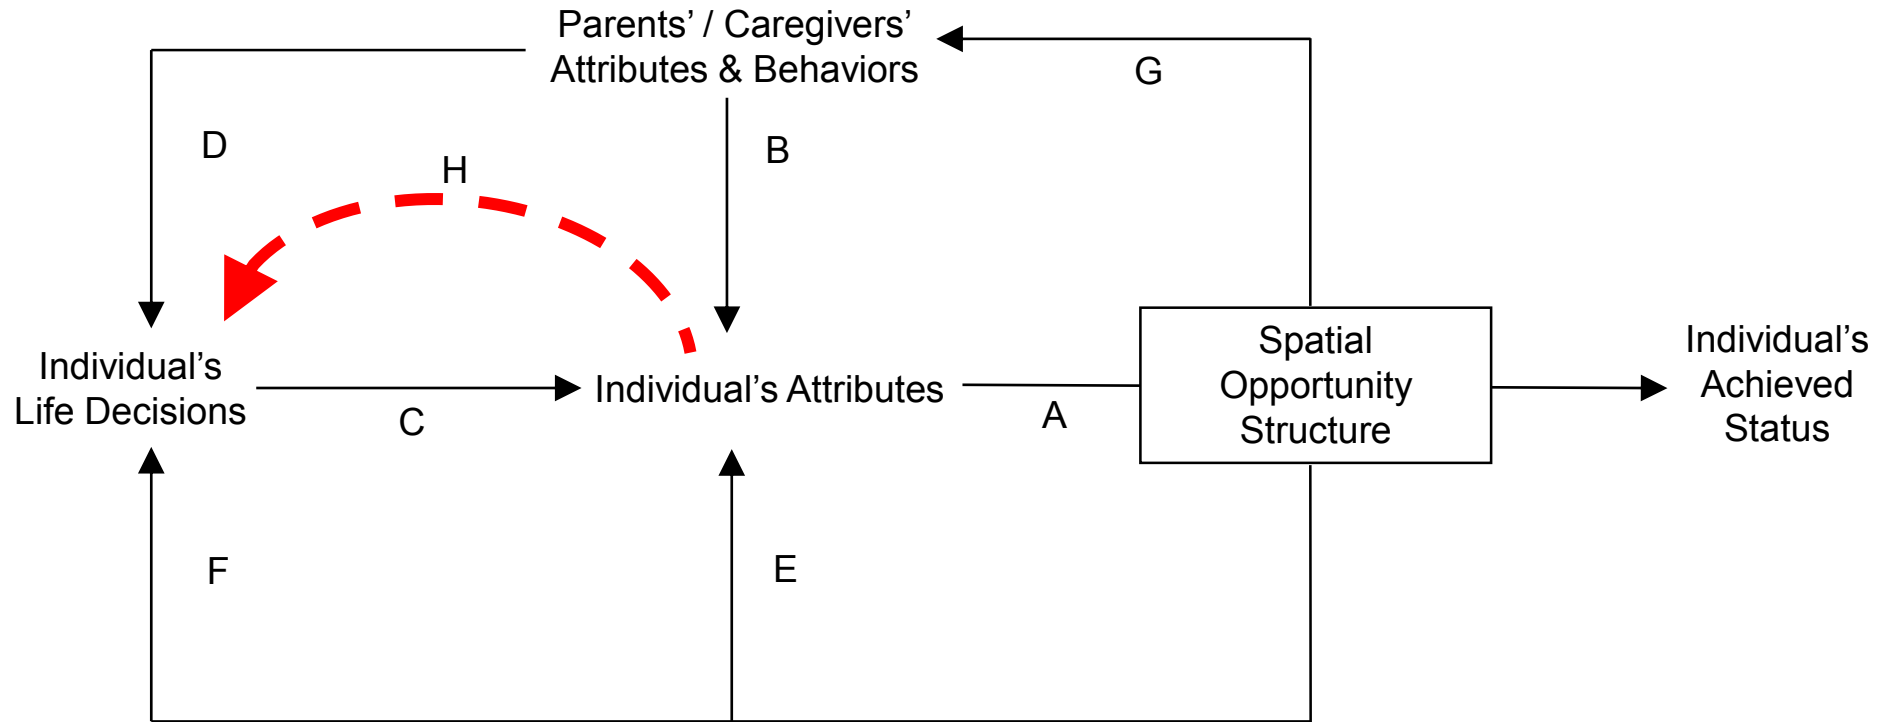 Parents’ / Caregivers’
Attributes & Behaviors
G
D
B
H
Individual’s
Life Decisions
C
Individual’s Attributes
A
Spatial
Opportunity
Structure
Individual’s
Achieved
Status
F
E